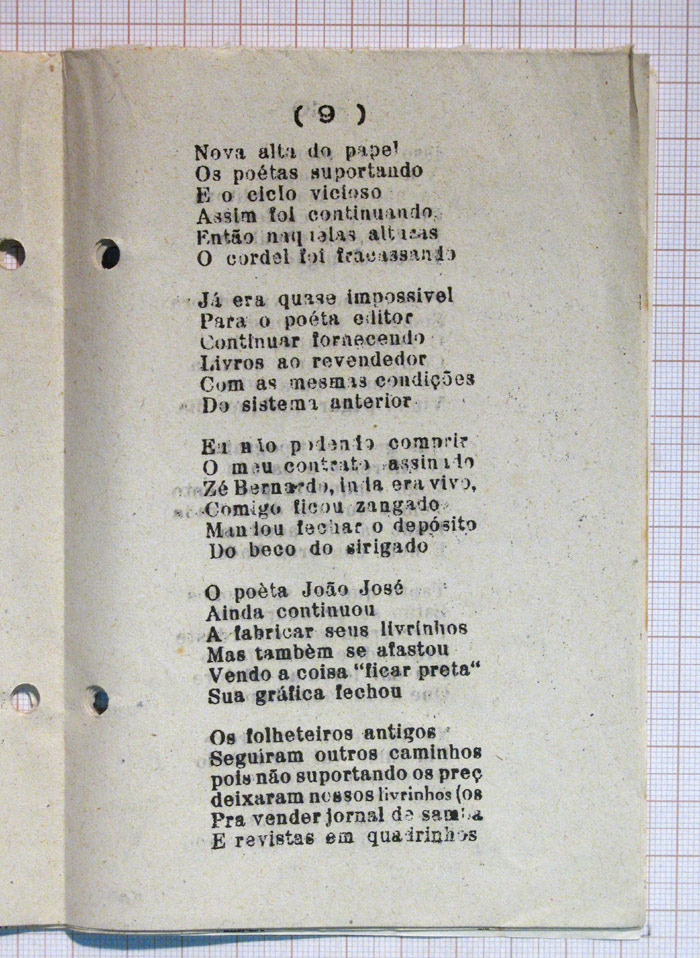 ( 9 )
Nova alta do papel
Os poétas suportando
E o ciclo vicioso
Assim foi continuando,
Então naquelas alturas
O cordel foi fracassando
Já era quase impossivel
Para o poéta editor
Continuar fornecendo
Livros ao revendedor
Com as mesmas condições
Do sistema anterior
Eu não podendo comprir
O meu contrato assinado
Zé Bernardo, inda era vivo,
Comigo ficou zangado
Mandou fechar o depósito
Do beco do sirigado
O poèta João José
Ainda continuou
A fabricar seus livrinhos
Mas tambèm se afastou
Vendo a coisa "ficar preta"
Sua gráfica fechou
Os folheteiros antigos
Seguiram outros caminhos
pois não suportando os preç
deixaram nossos livrinhos (os
Pra vender jornal de samba
E revistas em quadrinhos